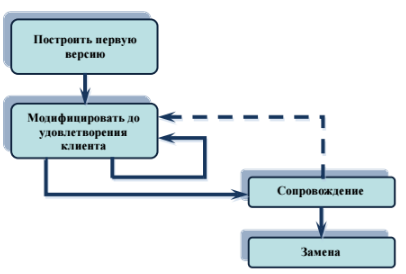 Построить первую
версию
Модифицировать до
удовлетворения
клиента
Сопровождение
Замена